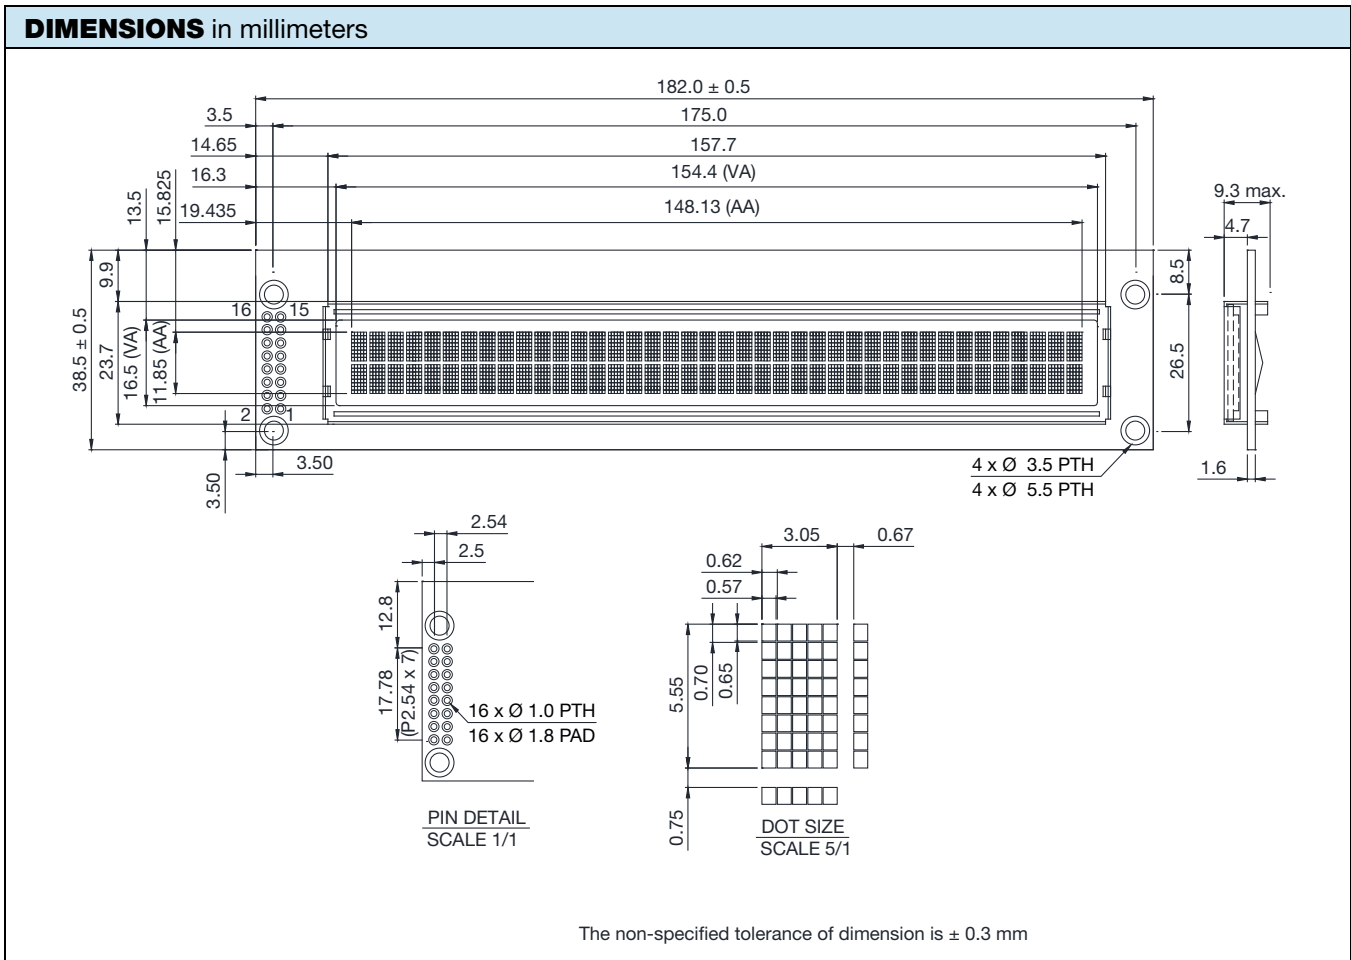 DIMENSIONS in millimeters
182.0 ± 0.5
3.5
175.0
14.65
157.7
16.3
154.4 (VA)
19.435
148.13 (AA)
13.5
15.825
9.3 max.
4.7
9.9
8.5
16
15
38.5 ± 0.5
23.7
16.5 (VA)
11.85 (AA)
26.5
2
1
3.50
3.50
4 x Ø 3.5 PTH
4 x Ø 5.5 PTH
1.6
2.54
2.5
12.8
17.78
(P2.54 x 7)
16 x Ø 1.0 PTH
16 x Ø 1.8 PAD
PIN DETAIL
SCALE 1/1
3.05
0.67
0.62
0.57
5.55
0.70
0.65
0.75
DOT SIZE
SCALE 5/1
The non-specified tolerance of dimension is ± 0.3 mm